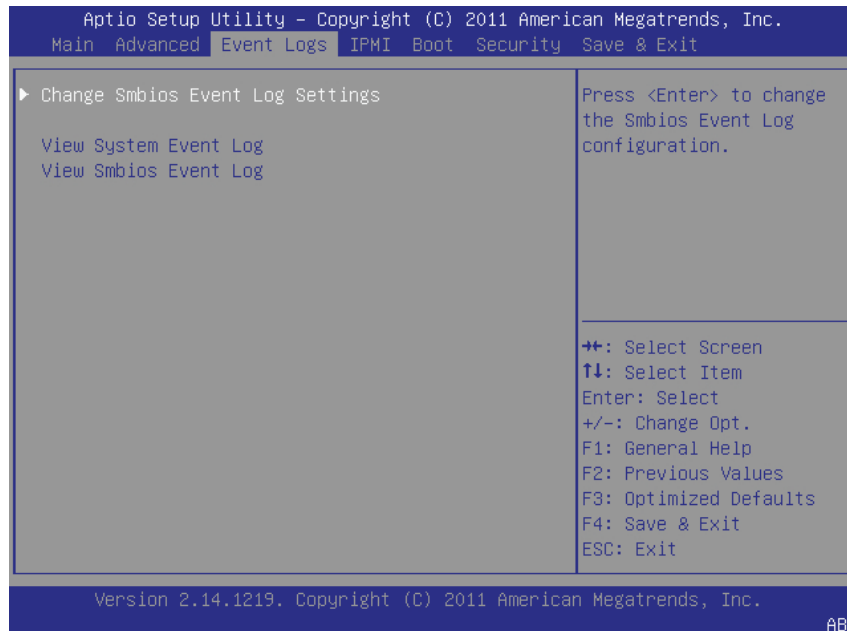 Aptio Setup Utility – Copyright (C) 2011 American Megatrends, Inc.
Main Advanced Event Logs IPMI Boot Security Save & Exit
▶ Change Smbios Event Log Settings
View System Event Log
View Smbios Event Log
Press <Enter> to change
the Smbios Event Log
configuration.
→←: Select Screen
↑↓: Select Item
Enter: Select
+/-: Change Opt.
F1: General Help
F2: Previous Values
F3: Optimized Defaults
F4: Save & Exit
ESC: Exit
Version 2.14.1219. Copyright (C) 2011 American Megatrends, Inc.
AB